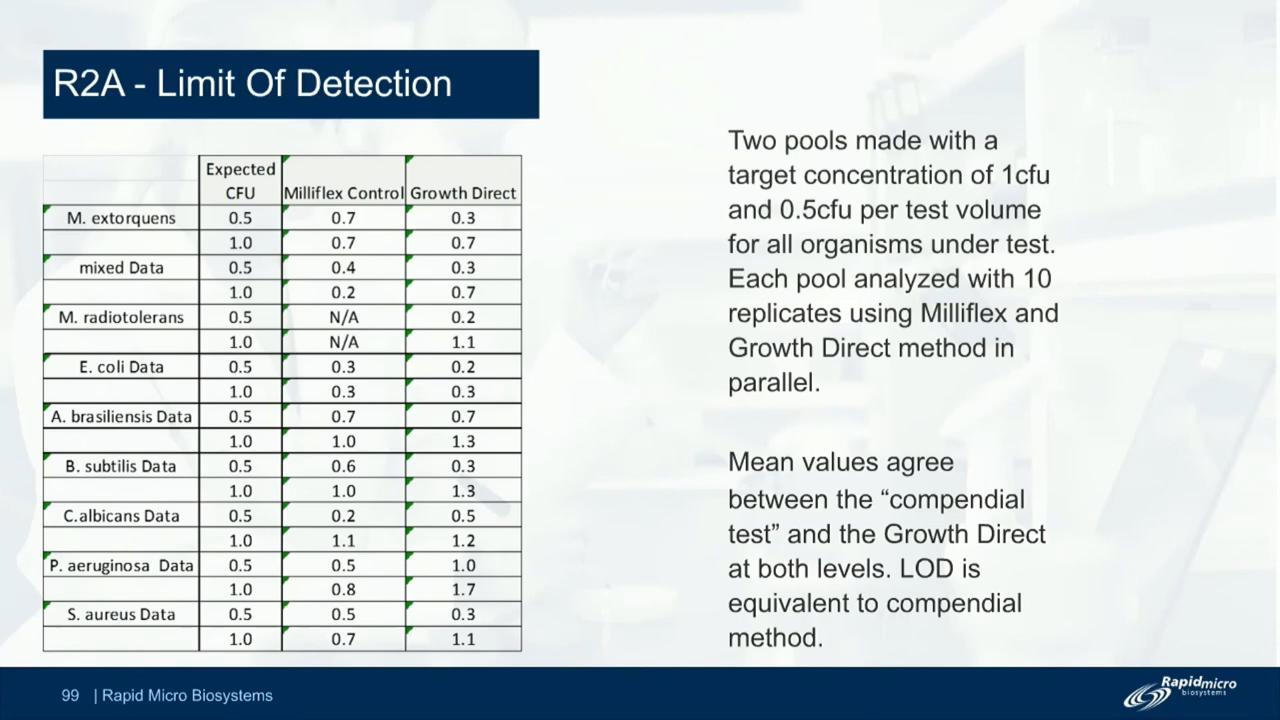 R2A - Limit Of Detection
Expected CFU Milliflex Control Growth Direct
M. extorquens 0.5 0.7 0.3
1.0 0.7 0.7
mixed Data 0.5 0.4 0.3
1.0 0.2 0.7
M. radiotolerans 0.5 N/A 0.2
1.0 N/A 1.1
E. coli Data 0.5 0.3 0.2
1.0 0.3 0.3
A. brasiliensis Data 0.5 0.7 0.7
1.0 1.0 1.3
B. subtilis Data 0.5 0.6 0.3
1.0 1.0 1.3
C.albicans Data 0.5 0.2 0.5
1.0 1.1 1.2
P. aeruginosa Data 0.5 0.5 1.0
1.0 0.8 1.7
S. aureus Data 0.5 0.5 0.3
1.0 0.7 1.1
Two pools made with a
target concentration of 1cfu
and 0.5cfu per test volume
for all organisms under test.
Each pool analyzed with 10
replicates using Milliflex and
Growth Direct method in
parallel.
Mean values agree
between the “compendial
test” and the Growth Direct
at both levels. LOD is
equivalent to compendial
method.
99 | Rapid Micro Biosystems
Rapidmicro
biosystems